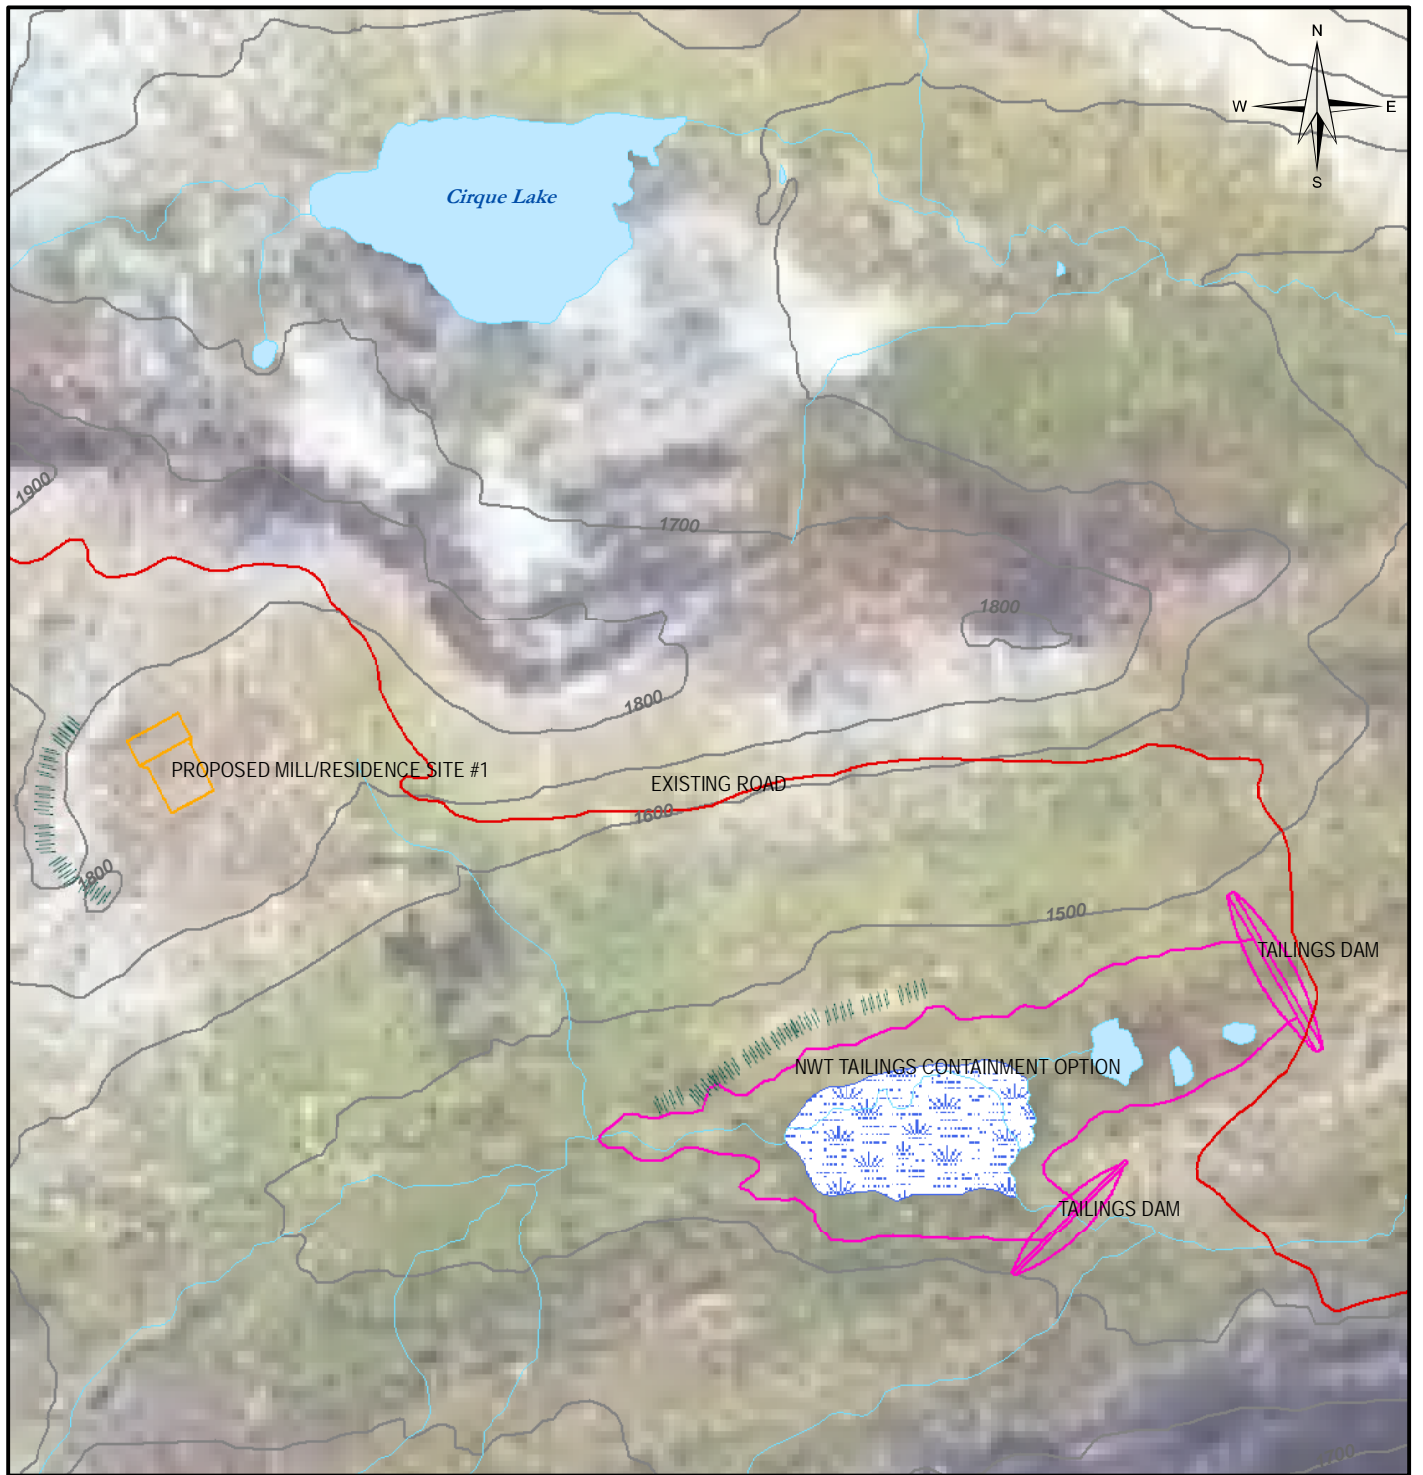 N
W E
S
Cirque Lake
1900
1700
1800
1800
PROPOSED MILL/RESIDENCE SITE #1
EXISTING ROAD
1600
1800
1500
TAILINGS DAM
NWT TAILINGS CONTAINMENT OPTION
TAILINGS DAM